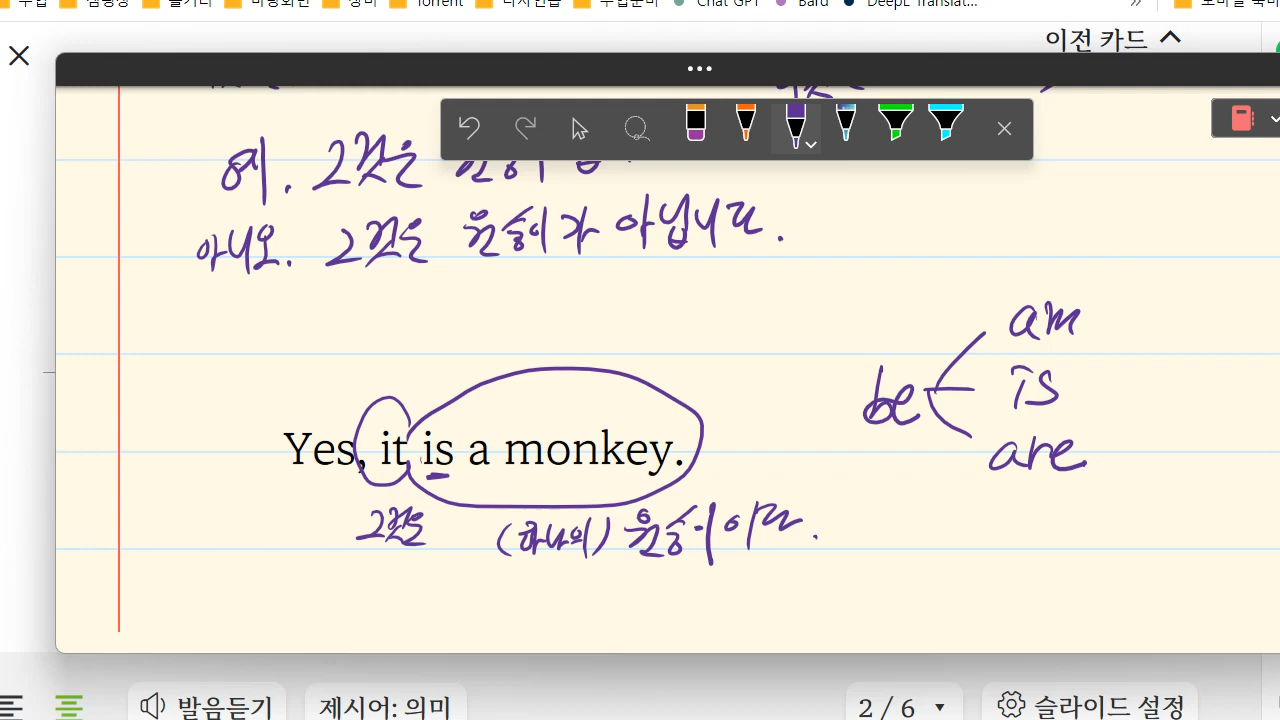 Torrent Chat GPT Bard DeepL Translat...
이전 카드
예. 그것은
아니오. 그것은 원숭이가 아닙니다.
am
be is
are
Yes, it is a monkey.
그것은 (하나의) 원숭이이다.
발음듣기 제시어: 의미 2 / 6 슬라이드 설정